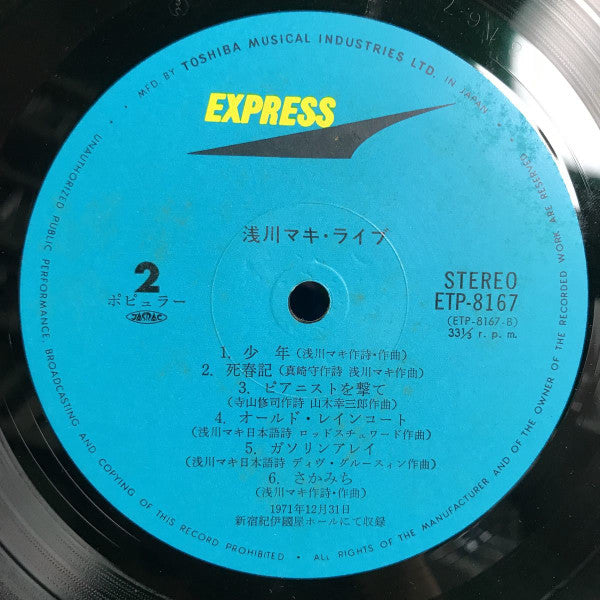 MFD. BY TOSHIBA MUSICAL INDUSTRIES LTD. IN JAPAN
EXPRESS
浅川マキ・ライブ
2
ポピュラー
JASRAC
STEREO
ETP-8167
(ETP-8167-B)
33⅓ r. p. m.
1. 少年 (浅川マキ作詩・作曲)
2. 死春記 (真崎守作詩 浅川マキ作曲)
3. ピアニストを撃て
(寺山修司作詩 山木幸三郎作曲)
4. オールド・レインコート
(浅川マキ日本語詩 ロッドスチュワード作曲)
5. ガソリンアレイ
(浅川マキ日本語詩 ディヴ・グルースィン作曲)
6. さかみち
(浅川マキ作詩・作曲)
1971年12月31日
新宿紀伊國屋ホールにて収録
UNAUTHORIZED PUBLIC PERFORMANCE, BROADCASTING AND COPYING OF THIS RECORD PROHIBITED • ALL RIGHTS OF THE MANUFACTURER AND OF THE OWNER OF THE RECORDED WORK ARE RESERVED